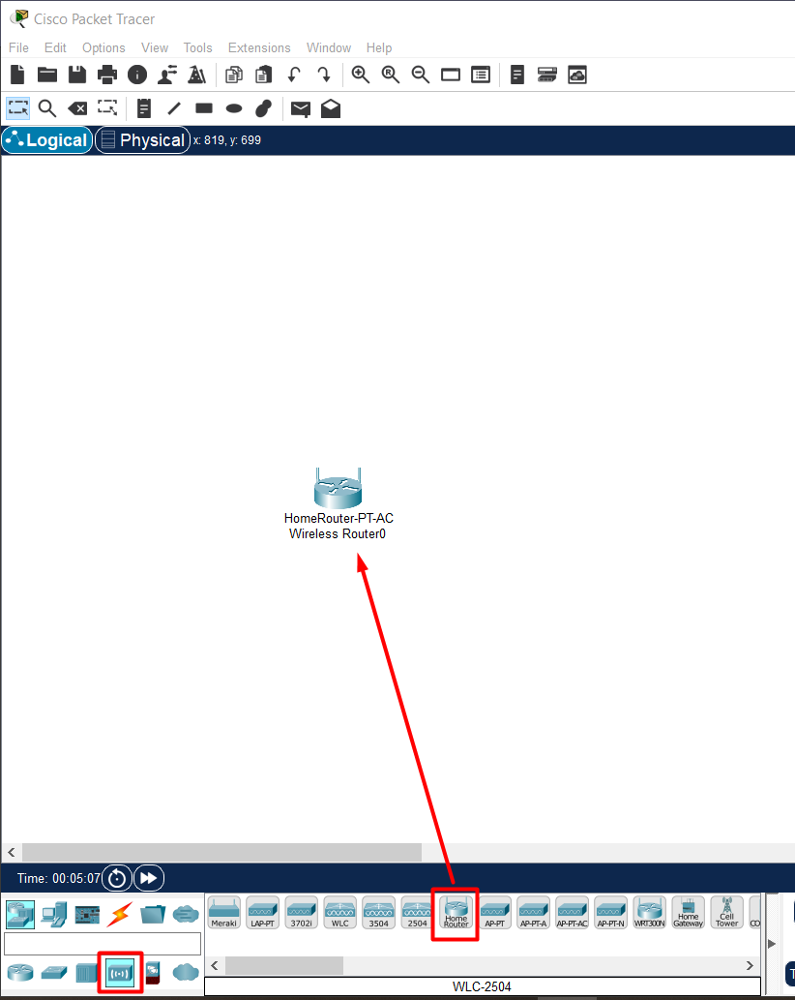 Cisco Packet Tracer
File Edit Options View Tools Extensions Window Help
Logical Physical x: 819, y: 699
HomeRouter-PT-AC
Wireless Router0
Time: 00:05:07
Meraki LAP-PT 3702i WLC 3504 2504 Home Router AP-PT AP-PT-A AP-PT-AC AP-PT-N WRT300N Home Gateway Cell Tower CO
WLC-2504